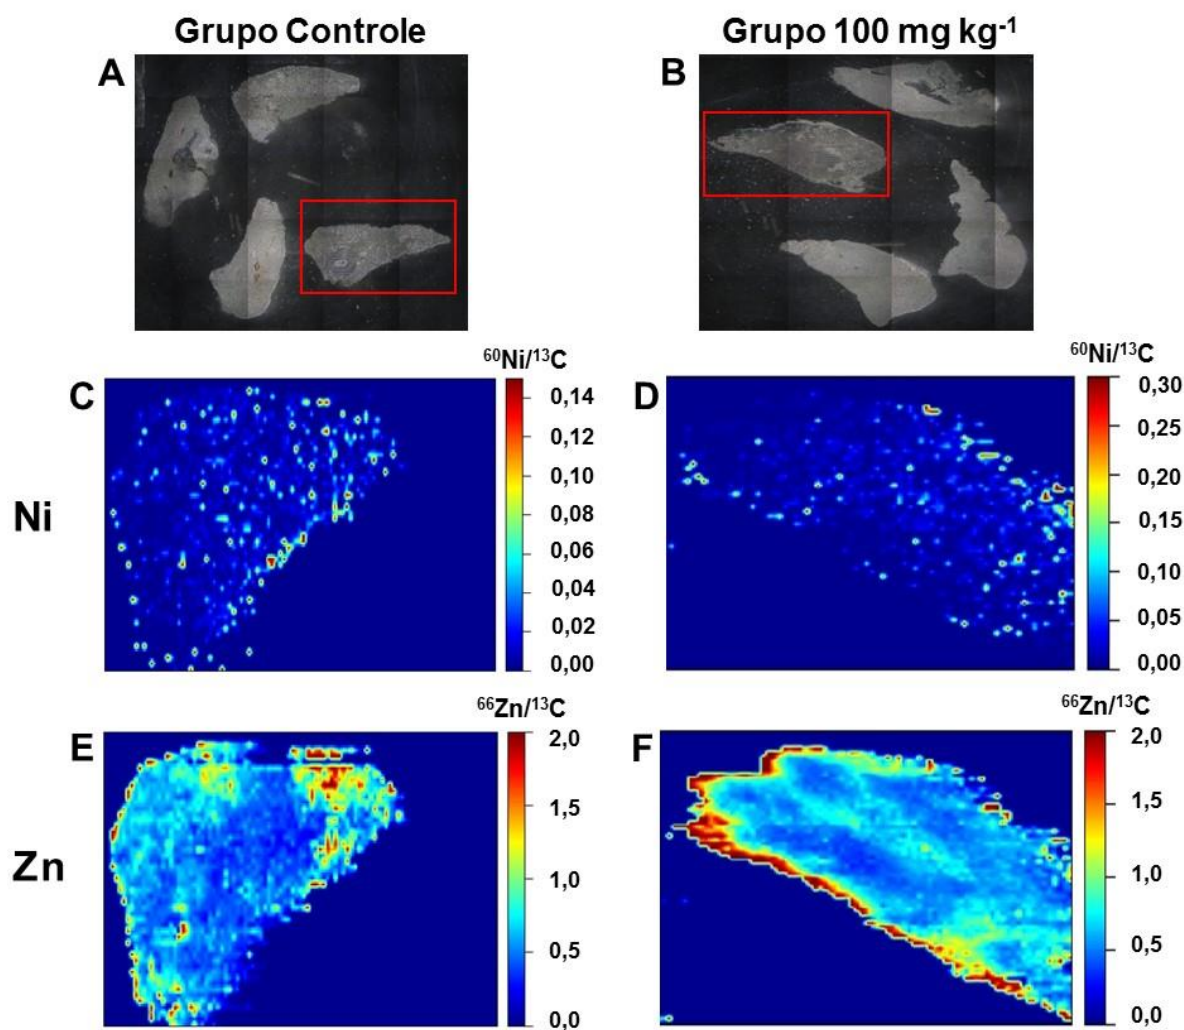 Grupo Controle
Grupo 100 mg kg⁻¹
A
B
⁶⁰Ni/¹³C
⁶⁰Ni/¹³C
C
D
Ni
0,14
0,12
0,10
0,08
0,06
0,04
0,02
0,00
0,30
0,25
0,20
0,15
0,10
0,05
0,00
⁶⁶Zn/¹³C
⁶⁶Zn/¹³C
E
F
Zn
2,0
1,5
1,0
0,5
0,0
2,0
1,5
1,0
0,5
0,0